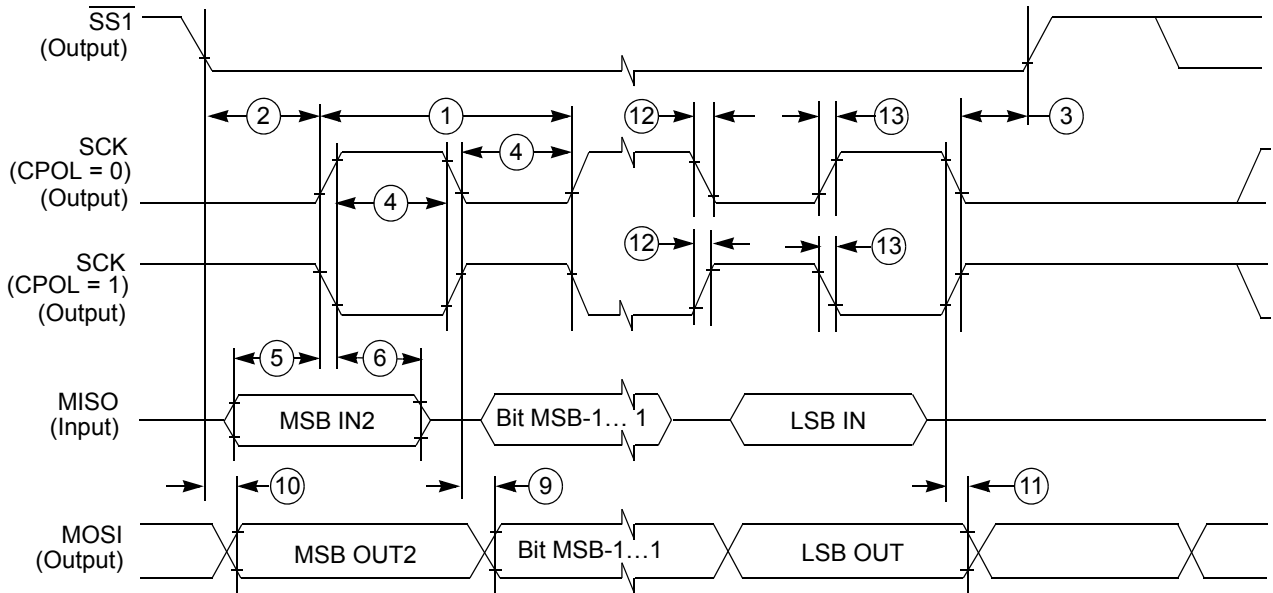 SS1
(Output)
2
1
12
13
3
SCK
(CPOL = 0)
(Output)
4
4
12
13
SCK
(CPOL = 1)
(Output)
5
6
MISO
(Input)
MSB IN2
Bit MSB-1… 1
LSB IN
10
9
11
MOSI
(Output)
MSB OUT2
Bit MSB-1…1
LSB OUT